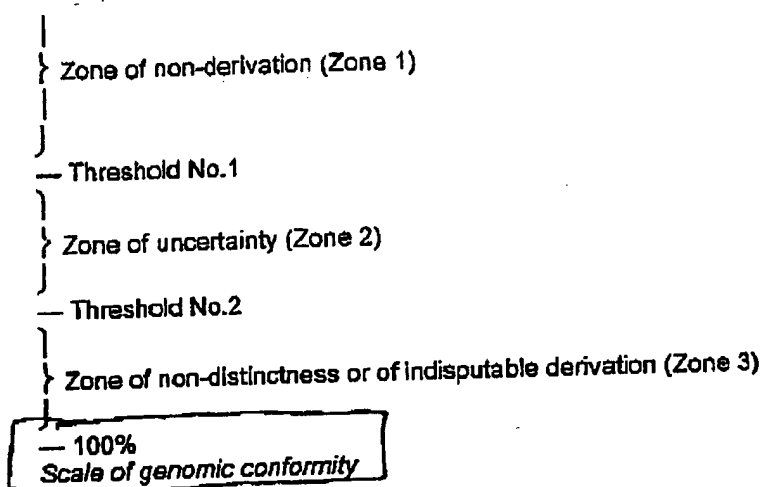 Zone of non-derivation (Zone 1)
— Threshold No.1
Zone of uncertainty (Zone 2)
— Threshold No.2
Zone of non-distinctness or of indisputable derivation (Zone 3)
— 100%
Scale of genomic conformity